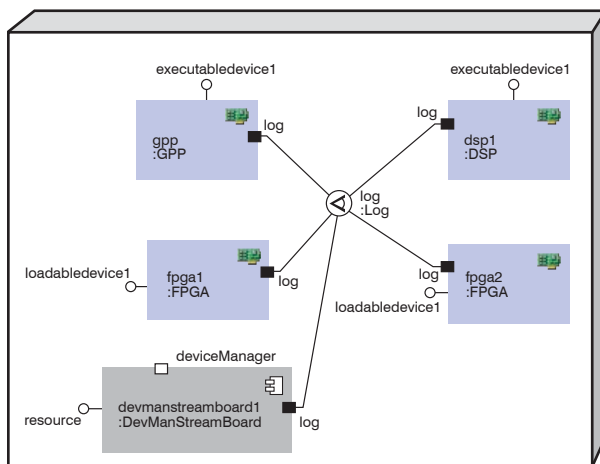 executabledevice1
executabledevice1
log
gpp
:GPP
log
dsp1
:DSP
log
:Log
loadabledevice1
fpga1
:FPGA
log
log
fpga2
:FPGA
loadabledevice1
deviceManager
resource
devmanstreamboard1
:DevManStreamBoard
log